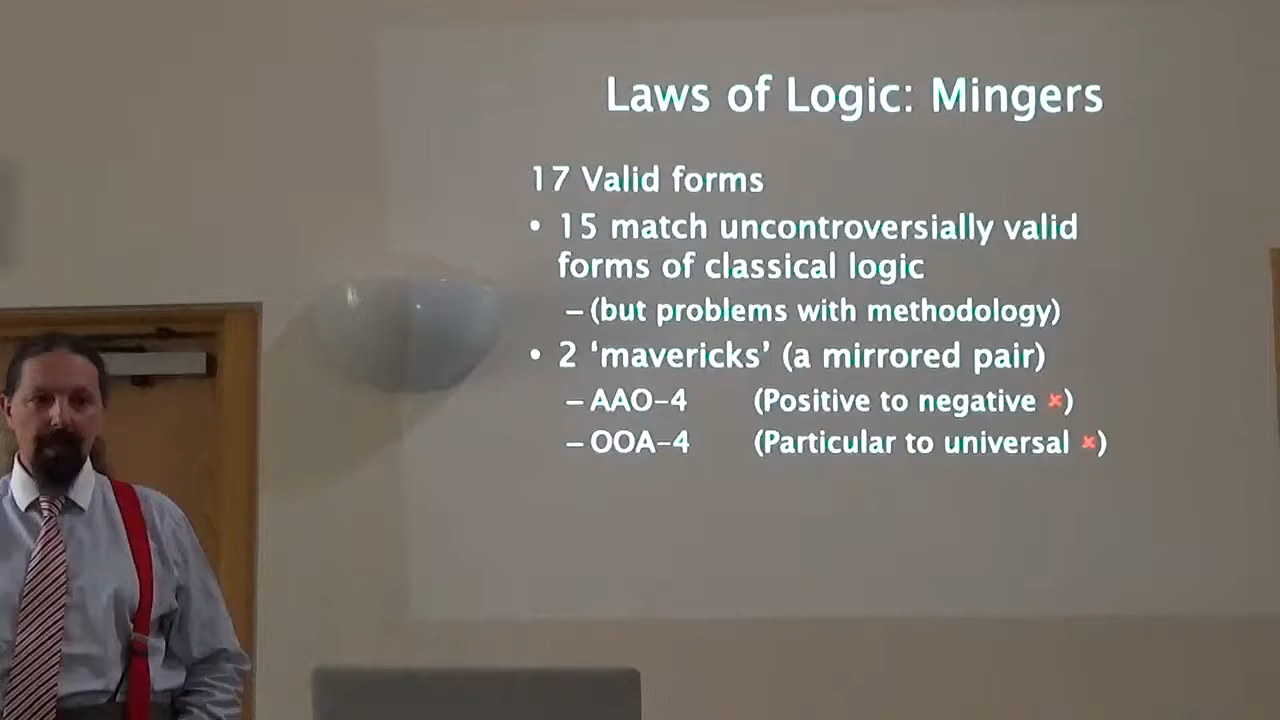 Laws of Logic: Mingers
17 Valid forms
• 15 match uncontroversially valid
forms of classical logic
– (but problems with methodology)
• 2 ‘mavericks’ (a mirrored pair)
– AAO–4 (Positive to negative ×)
– OOA–4 (Particular to universal ×)